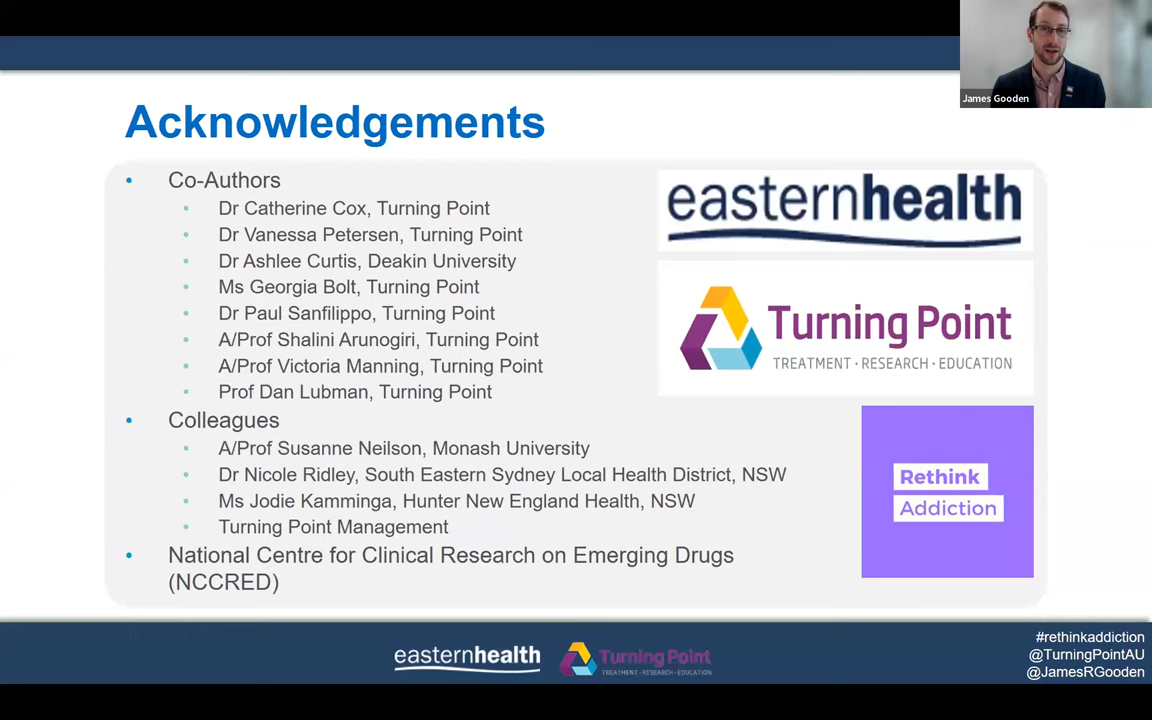 James Gooden
Acknowledgements
• Co-Authors
• Dr Catherine Cox, Turning Point
• Dr Vanessa Petersen, Turning Point
• Dr Ashlee Curtis, Deakin University
• Ms Georgia Bolt, Turning Point
• Dr Paul Sanfilippo, Turning Point
• A/Prof Shalini Arunogiri, Turning Point
• A/Prof Victoria Manning, Turning Point
• Prof Dan Lubman, Turning Point
• Colleagues
• A/Prof Susanne Neilson, Monash University
• Dr Nicole Ridley, South Eastern Sydney Local Health District, NSW
• Ms Jodie Kamminga, Hunter New England Health, NSW
• Turning Point Management
• National Centre for Clinical Research on Emerging Drugs
(NCCRED)
easternhealth
Turning Point
TREATMENT · RESEARCH · EDUCATION
Rethink
Addiction
easternhealth
Turning Point
TREATMENT · RESEARCH · EDUCATION
#rethinkaddiction
@TurningPointAU
@JamesRGooden